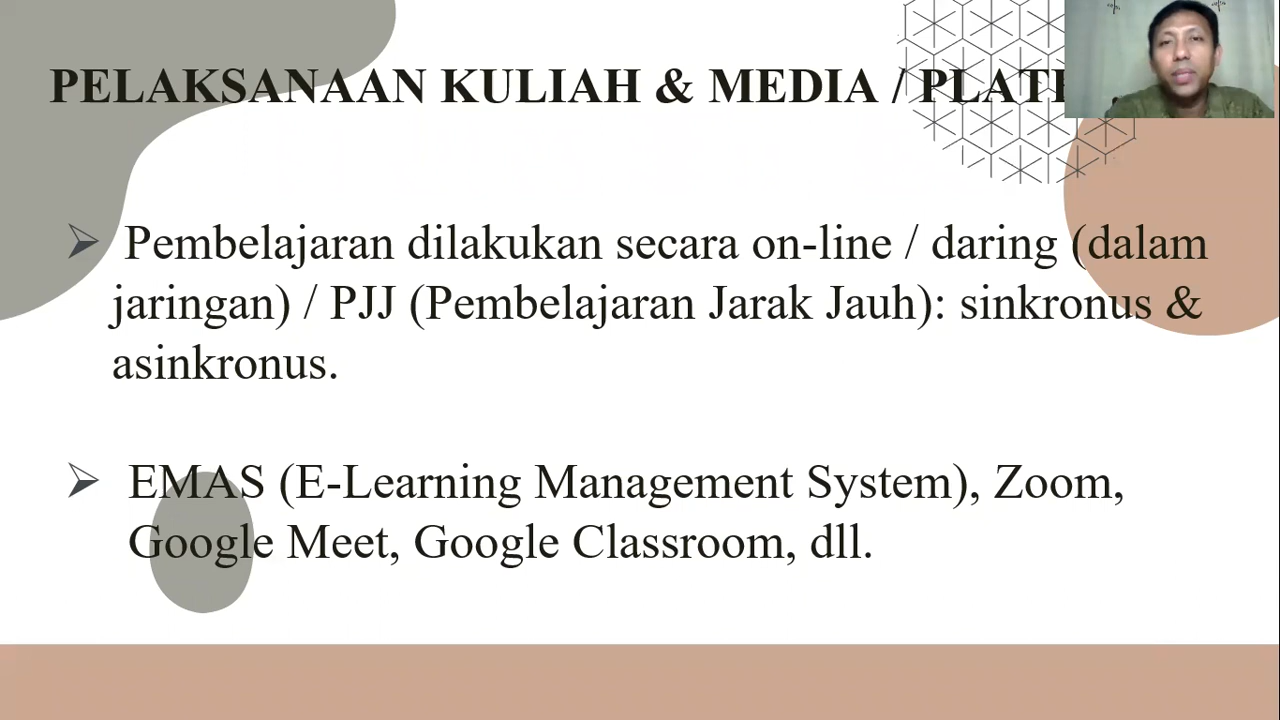 PELAKSANAAN KULIAH & MEDIA /
Pembelajaran dilakukan secara on-line / daring (dalam
jaringan) / PJJ (Pembelajaran Jarak Jauh): sinkronus &
asinkronus.
EMAS (E-Learning Management System), Zoom,
Google Meet, Google Classroom, dll.